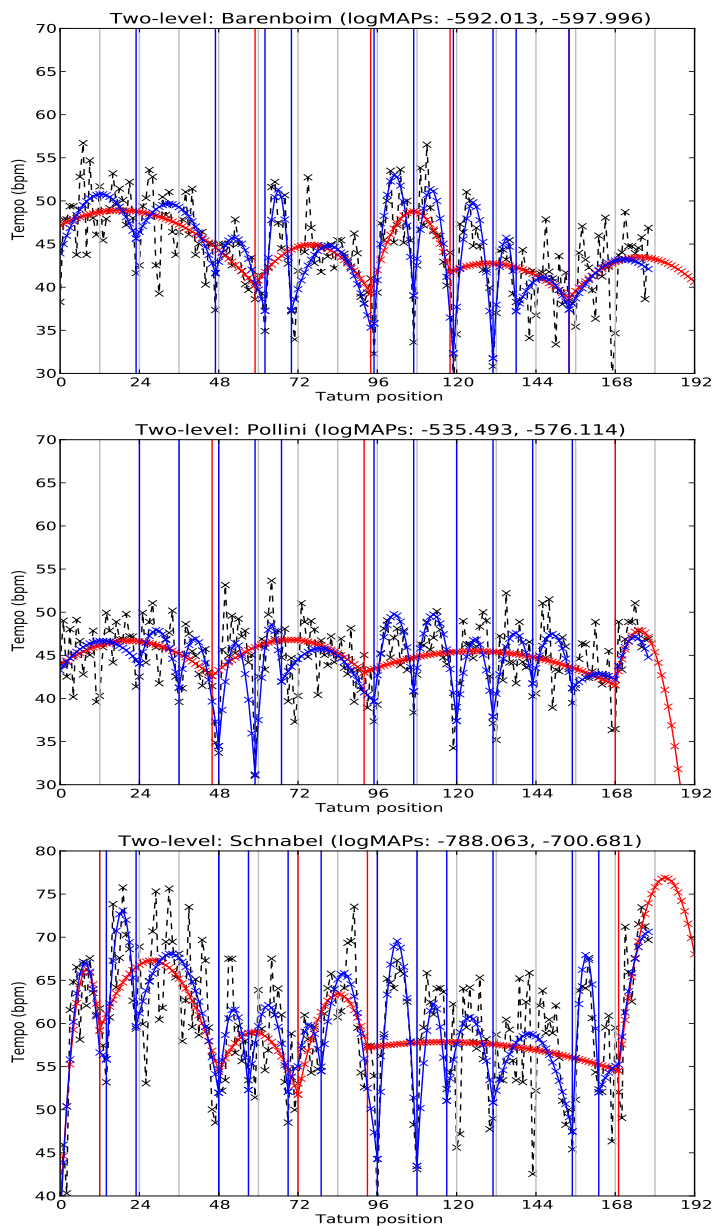 Two-level: Barenboim (logMAPs: -592.013, -597.996)
70
65
60
55
50
45
40
35
30
Tempo (bpm)
0 24 48 72 96 120 144 168 192
Tatum position
Two-level: Pollini (logMAPs: -535.493, -576.114)
70
65
60
55
50
45
40
35
30
Tempo (bpm)
0 24 48 72 96 120 144 168 192
Tatum position
Two-level: Schnabel (logMAPs: -788.063, -700.681)
80
75
70
65
60
55
50
45
40
Tempo (bpm)
0 24 48 72 96 120 144 168 192
Tatum position